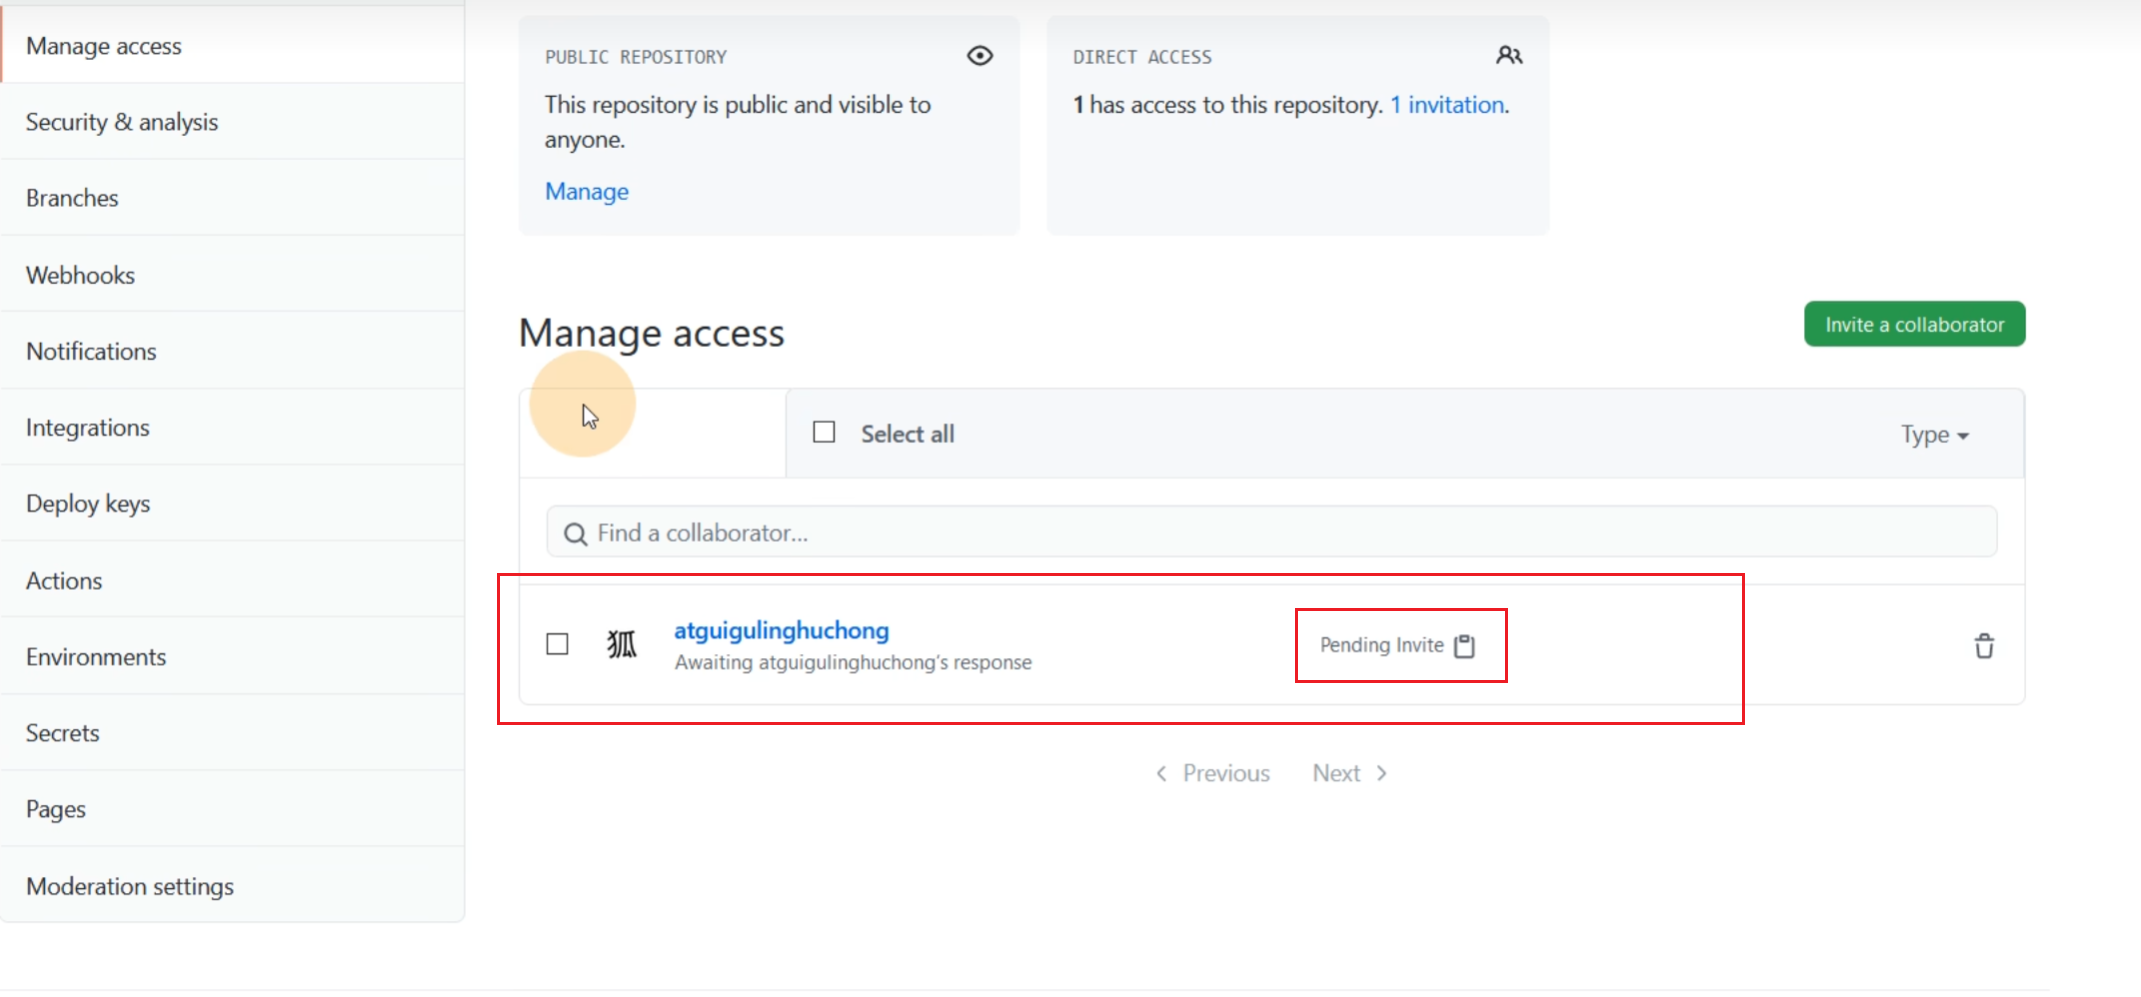 Manage access
Security & analysis
Branches
Webhooks
Notifications
Integrations
Deploy keys
Actions
Environments
Secrets
Pages
Moderation settings
PUBLIC REPOSITORY
This repository is public and visible to
anyone.
Manage
DIRECT ACCESS
1 has access to this repository. 1 invitation.
Manage access
Invite a collaborator
Select all
Type
Find a collaborator...
狐
atguigulinghuchong
Awaiting atguigulinghuchong's response
Pending Invite
Previous
Next